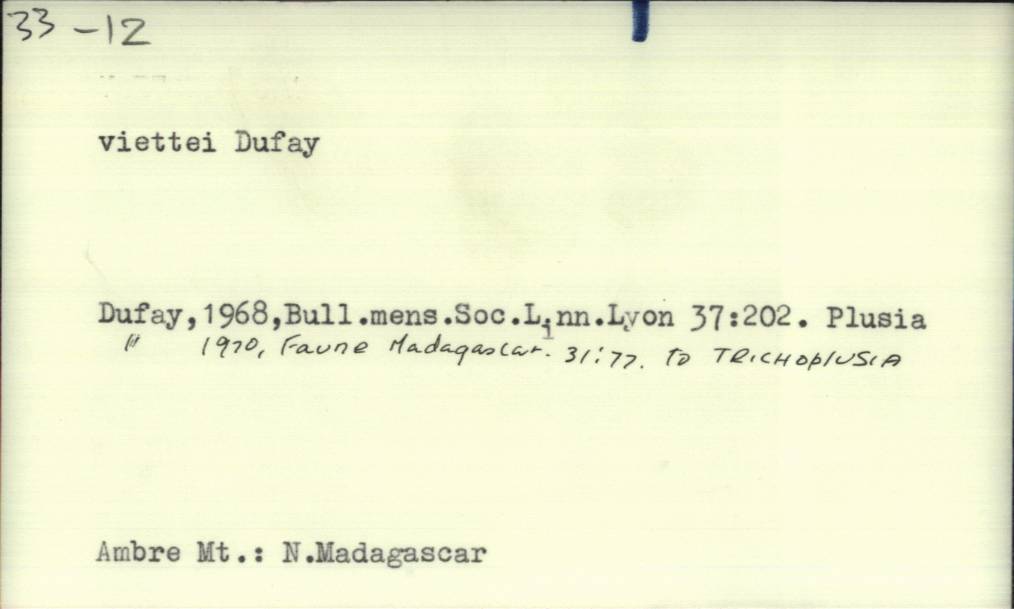 33-12
viettei Dufay
Dufay,1968,Bull.mens.Soc.Linn.Lyon 37:202. Plusia
" 1970, Faune Madagascar. 31:77. to TRICHOPLUSIA
Ambre Mt.: N.Madagascar